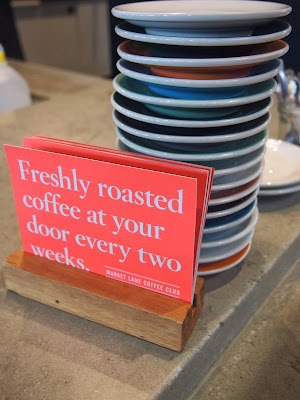 Freshly roasted
coffee at your
door every two
weeks.
MARKET LANE COFFEE CLUB